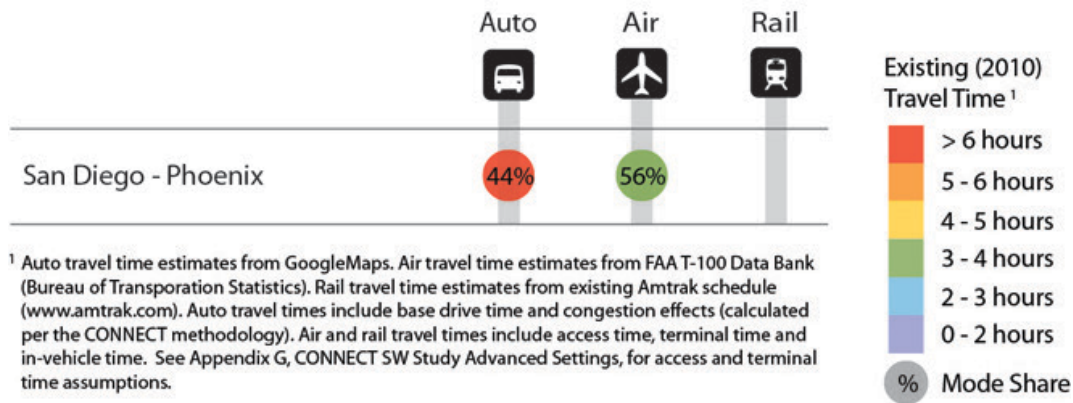 Auto Air Rail
San Diego - Phoenix 44% 56%
¹ Auto travel time estimates from GoogleMaps. Air travel time estimates from FAA T-100 Data Bank
(Bureau of Transporation Statistics). Rail travel time estimates from existing Amtrak schedule
(www.amtrak.com). Auto travel times include base drive time and congestion effects (calculated
per the CONNECT methodology). Air and rail travel times include access time, terminal time and
in-vehicle time. See Appendix G, CONNECT SW Study Advanced Settings, for access and terminal
time assumptions.
Existing (2010)
Travel Time ¹
> 6 hours
5 - 6 hours
4 - 5 hours
3 - 4 hours
2 - 3 hours
0 - 2 hours
% Mode Share